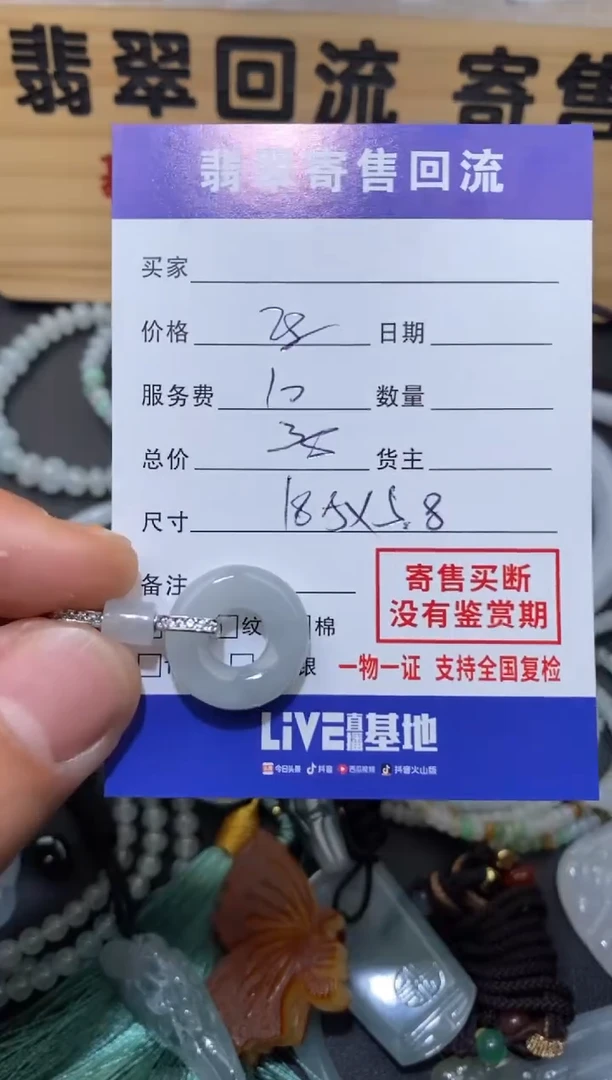 翡翠回流 寄售
翡翠寄售回流
买家
价格 28 日期
服务费 10 数量
总价 38 货主
尺寸 18.5X5.8
备注
纹 棉
寄售买断
没有鉴赏期
一物一证 支持全国复检
LiVE直播基地
今日头条 抖音 西瓜视频 抖音火山版